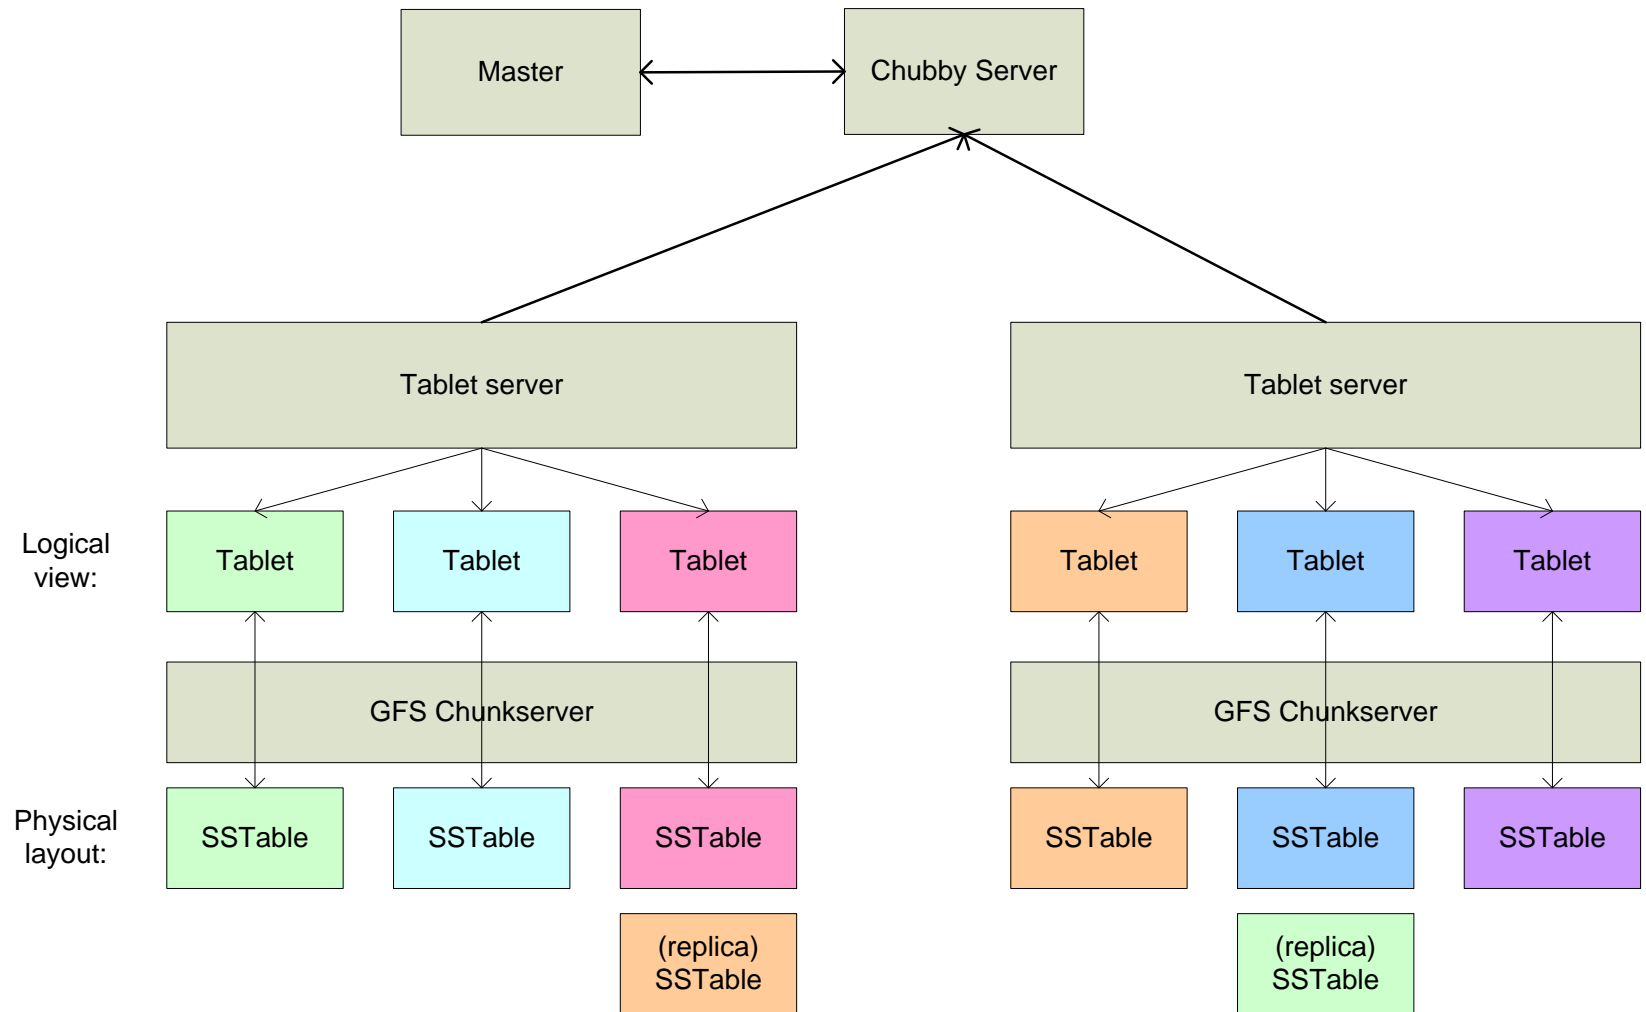 Master
Chubby Server
Tablet server
Tablet server
Logical
view:
Tablet
Tablet
Tablet
Tablet
Tablet
Tablet
GFS Chunkserver
GFS Chunkserver
Physical
layout:
SSTable
SSTable
SSTable
SSTable
SSTable
SSTable
(replica)
SSTable
(replica)
SSTable